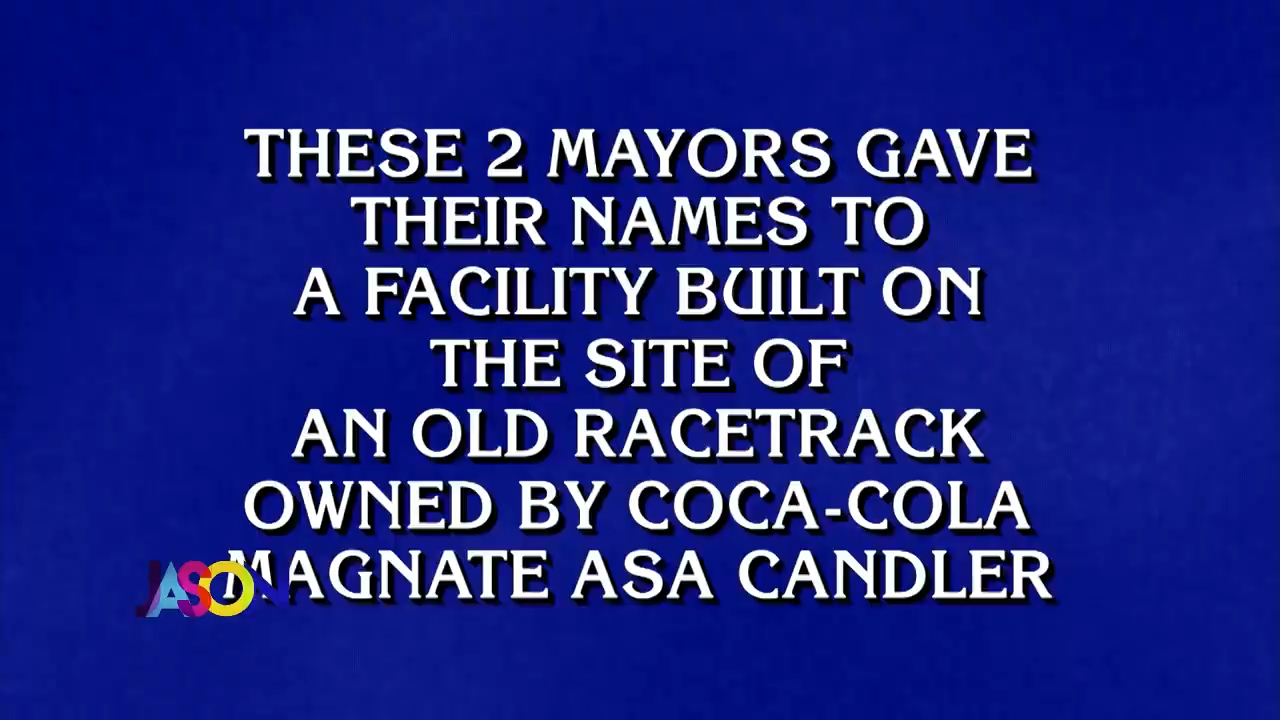 THESE 2 MAYORS GAVE
THEIR NAMES TO
A FACILITY BUILT ON
THE SITE OF
AN OLD RACETRACK
OWNED BY COCA-COLA
MAGNATE ASA CANDLER
JASON